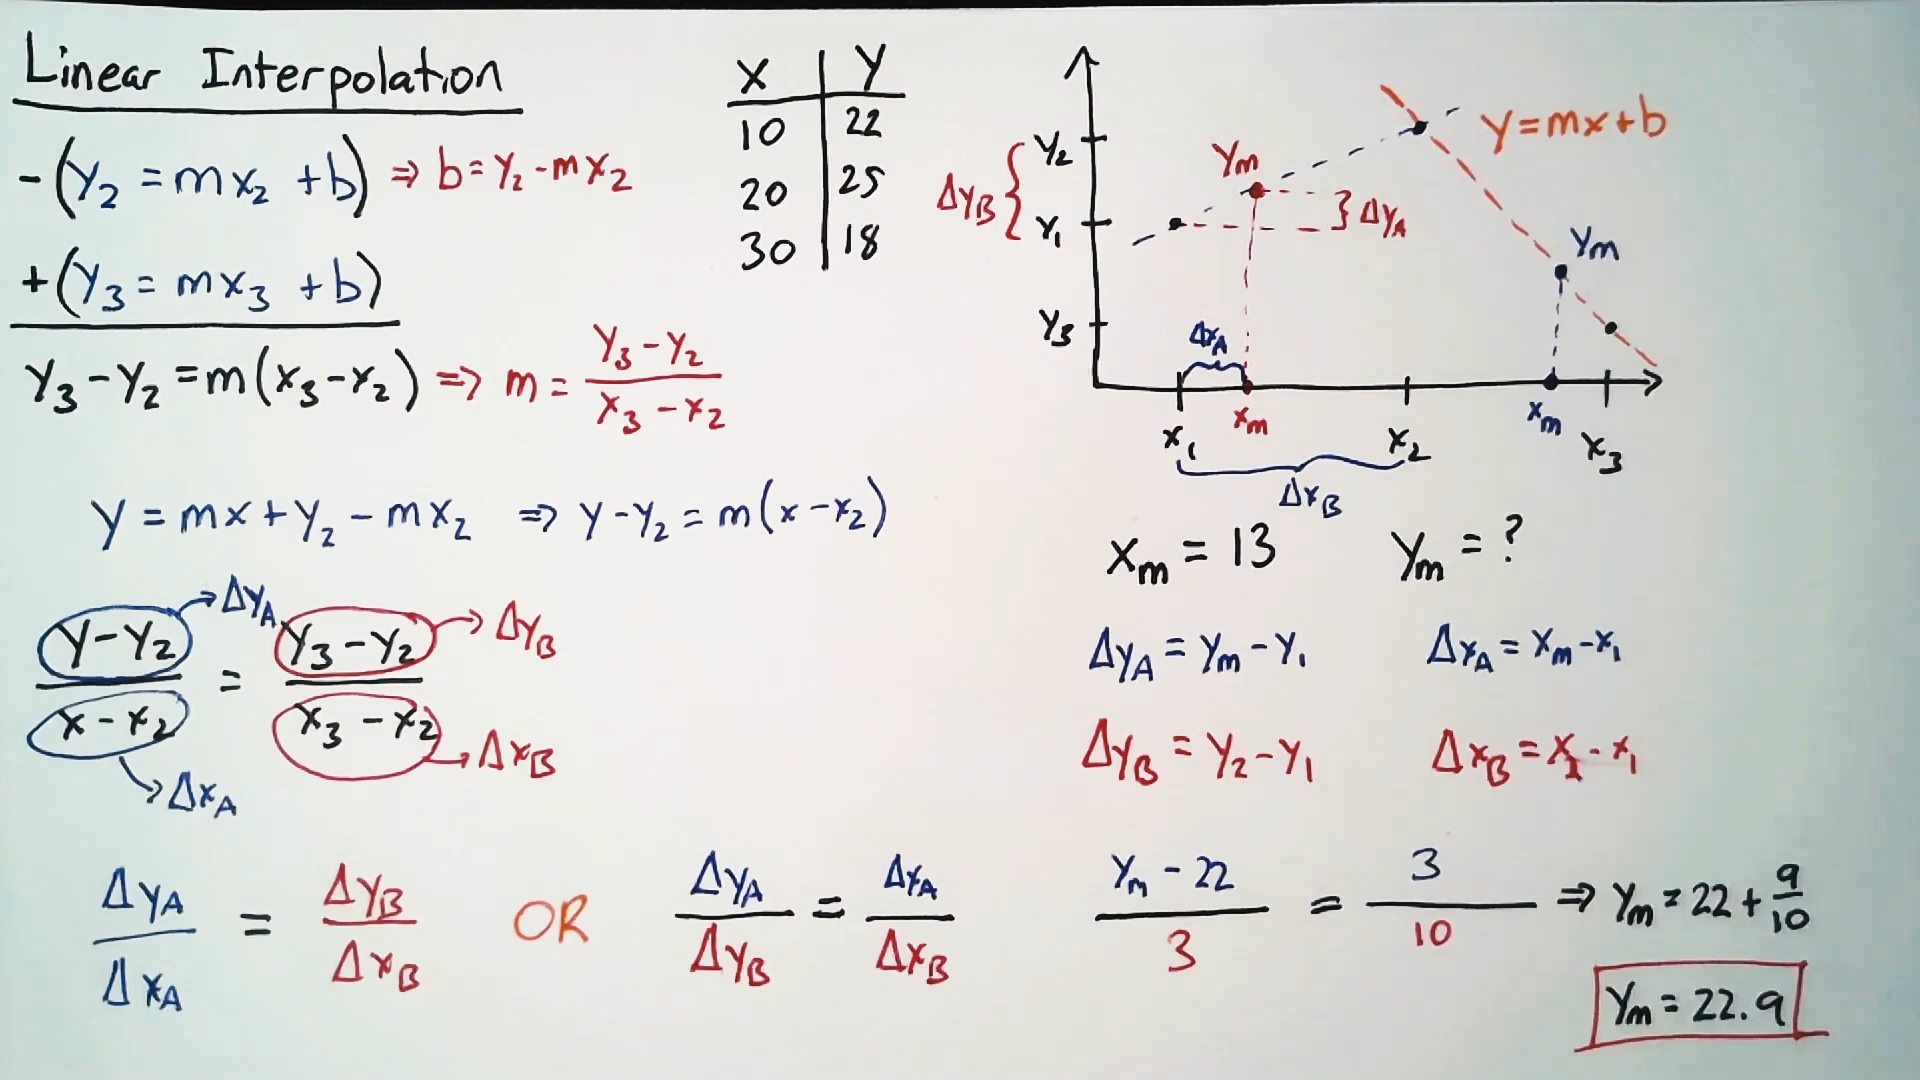 Linear Interpolation
-(Y₂ = mx₂ + b) ⇒ b = Y₂ - mx₂
+(Y₃ = mx₃ + b)
Y₃ - Y₂ = m(x₃ - x₂) ⇒ m = (Y₃ - Y₂)/(x₃ - x₂)
y = mx + Y₂ - mx₂ ⇒ y - Y₂ = m(x - x₂)
ΔyA
ΔyB
(y - Y₂)/(x - x₂) = (Y₃ - Y₂)/(x₃ - x₂)
ΔxA
ΔxB
ΔyA/ΔxA = ΔyB/ΔxB OR ΔyA/ΔyB = ΔxA/ΔxB
X Y
10 22
20 25
30 18
y = mx + b
Y₂
Ym
ΔyB
Y₁
ΔyA
Ym
Y₃
ΔxA
x₁ xm x₂ xm x₃
ΔxB
xm = 13 Ym = ?
ΔyA = Ym - Y₁ ΔxA = xm - x₁
ΔyB = Y₂ - Y₁ ΔxB = x₂ - x₁
(Ym - 22)/3 = 3/10 ⇒ Ym = 22 + 9/10
Ym = 22.9